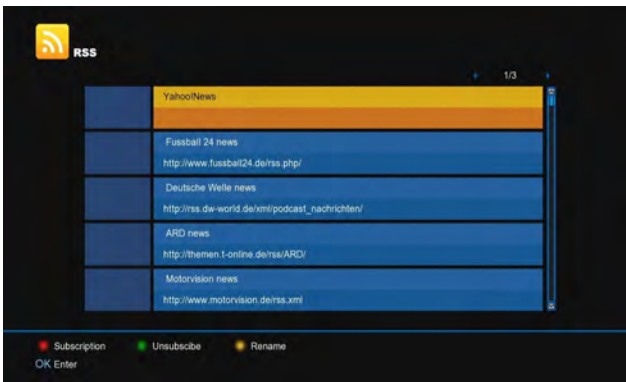 RSS
1/3
Yahoo!News
Fussball 24 news
http://www.fussball24.de/rss.php/
Deutsche Welle news
http://rss.dw-world.de/xml/podcast_nachrichten/
ARD news
http://themen.t-online.de/rss/ARD/
Motorvision news
http://www.motorvision.de/rss.xml
Subscription Unsubscibe Rename
OK Enter